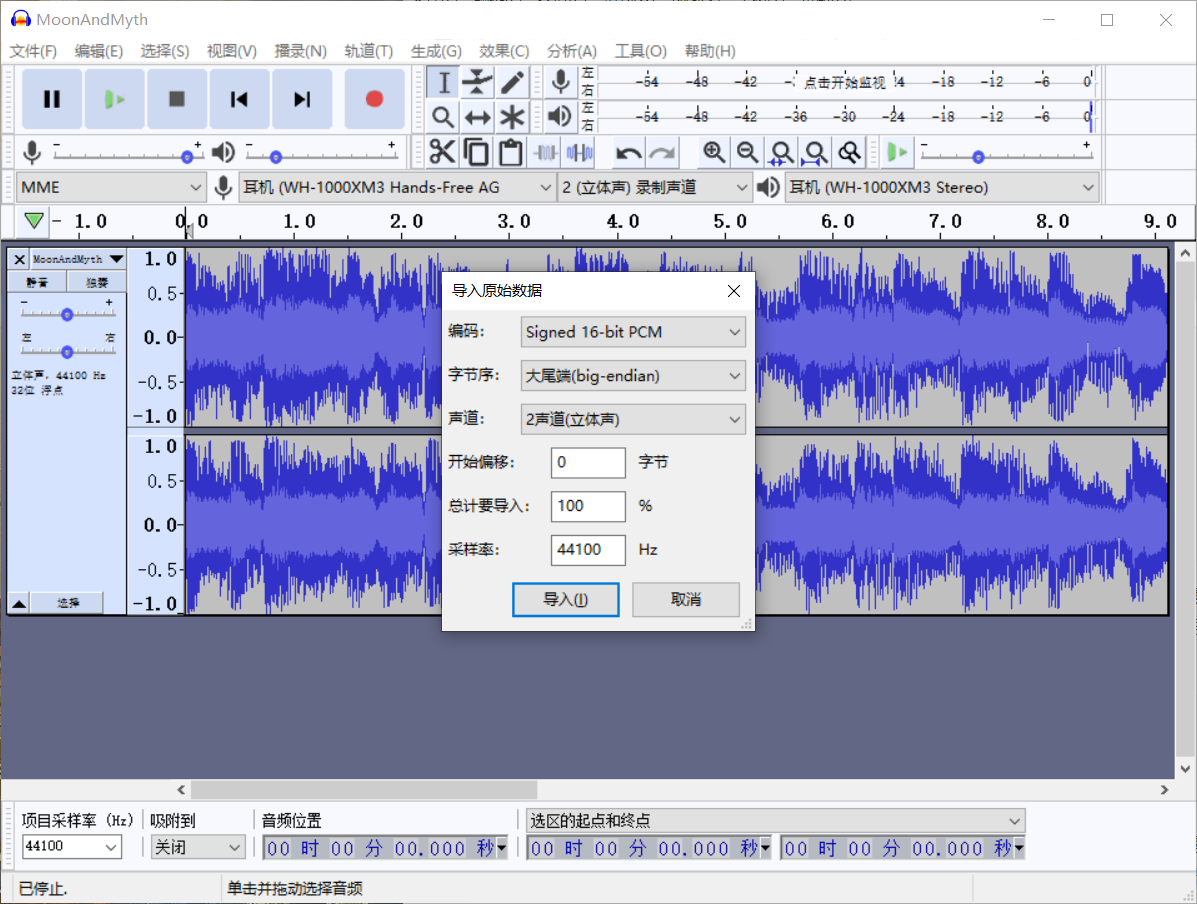 MoonAndMyth
文件(F) 编辑(E) 选择(S) 视图(V) 播录(N) 轨道(T) 生成(G) 效果(C) 分析(A) 工具(O) 帮助(H)
左 右 -54 -48 -42 点击开始监视 -18 -12 -6 0
左 右 -54 -48 -42 -36 -30 -24 -18 -12 -6 0
- + - + - +
MME 耳机 (WH-1000XM3 Hands-Free AG 2 (立体声) 录制声道 耳机 (WH-1000XM3 Stereo)
- 1.0 0.0 1.0 2.0 3.0 4.0 5.0 6.0 7.0 8.0 9.0
MoonAndMyth
静音 独奏
- +
左 右
立体声, 44100 Hz
32位 浮点
选择
1.0
0.5-
0.0-
-0.5-
-1.0
1.0
0.5-
0.0-
-0.5-
-1.0
导入原始数据
编码: Signed 16-bit PCM
字节序: 大尾端(big-endian)
声道: 2声道(立体声)
开始偏移: 0 字节
总计要导入: 100 %
采样率: 44100 Hz
导入(I) 取消
项目采样率 (Hz) 吸附到 音频位置 选区的起点和终点
44100 关闭 00 时 00 分 00.000 秒 00 时 00 分 00.000 秒 00 时 00 分 00.000 秒
已停止. 单击并拖动选择音频